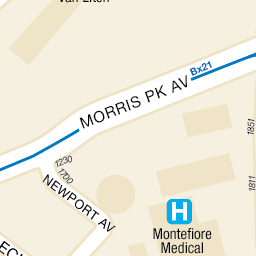 Van Etten
MORRIS PK AV
Bx21
1851
1230
1700
NEWPORT AV
1811
H
Montefiore
Medical